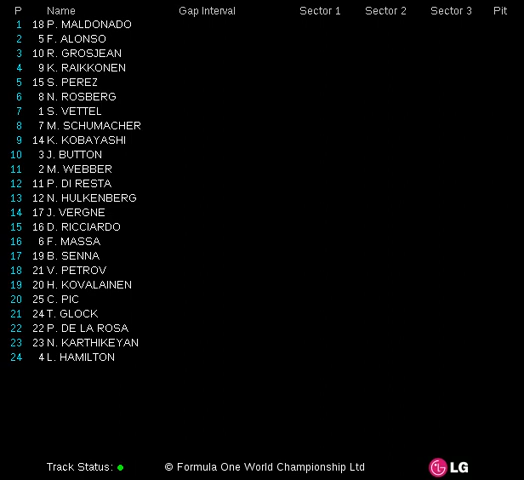 P Name Gap Interval Sector 1 Sector 2 Sector 3 Pit
1 18 P. MALDONADO
2 5 F. ALONSO
3 10 R. GROSJEAN
4 9 K. RAIKKONEN
5 15 S. PEREZ
6 8 N. ROSBERG
7 1 S. VETTEL
8 7 M. SCHUMACHER
9 14 K. KOBAYASHI
10 3 J. BUTTON
11 2 M. WEBBER
12 11 P. DI RESTA
13 12 N. HULKENBERG
14 17 J. VERGNE
15 16 D. RICCIARDO
16 6 F. MASSA
17 19 B. SENNA
18 21 V. PETROV
19 20 H. KOVALAINEN
20 25 C. PIC
21 24 T. GLOCK
22 22 P. DE LA ROSA
23 23 N. KARTHIKEYAN
24 4 L. HAMILTON
Track Status: © Formula One World Championship Ltd LG